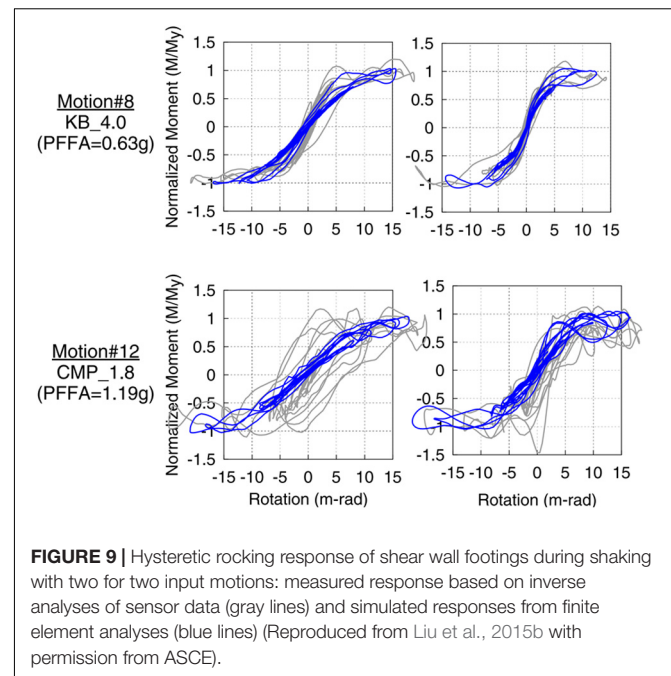 Motion#8
KB_4.0
(PFFA=0.63g)
Normalized Moment (M/My)
1.5
1
0.5
0
-0.5
-1
-1.5
-15 -10 -5 0 5 10 15
1.5
1
0.5
0
-0.5
-1
-1.5
-15 -10 -5 0 5 10 15
Motion#12
CMP_1.8
(PFFA=1.19g)
Normalized Moment (M/My)
1.5
1
0.5
0
-0.5
-1.5
-15 -10 -5 0 5 10 15
Rotation (m-rad)
1.5
1
0.5
0
-0.5
-1.5
-15 -10 -5 0 5 10 15
Rotation (m-rad)
FIGURE 9 | Hysteretic rocking response of shear wall footings during shaking
with two for two input motions: measured response based on inverse
analyses of sensor data (gray lines) and simulated responses from finite
element analyses (blue lines) (Reproduced from Liu et al., 2015b with
permission from ASCE).